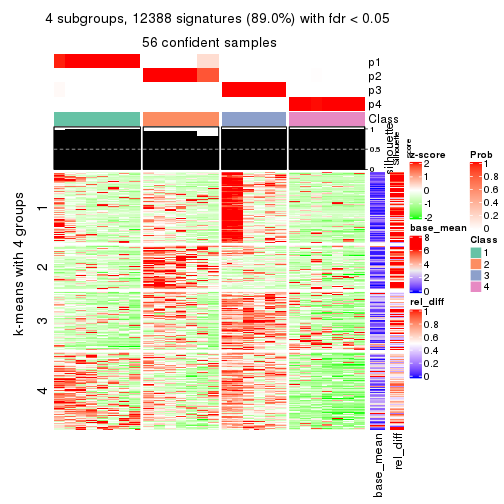 4 subgroups, 12388 signatures (89.0%) with fdr < 0.05
56 confident samples
p1
p2
p3
p4
Class
1
0.5
0
silhouette
Silhouette
score
k-means with 4 groups
1
2
3
4
base_mean
rel_diff
z-score
2
1
0
-1
-2
base_mean
8
6
4
2
0
rel_diff
1
0.8
0.6
0.4
0.2
0
Prob
1
0.8
0.6
0.4
0.2
0
Class
1
2
3
4